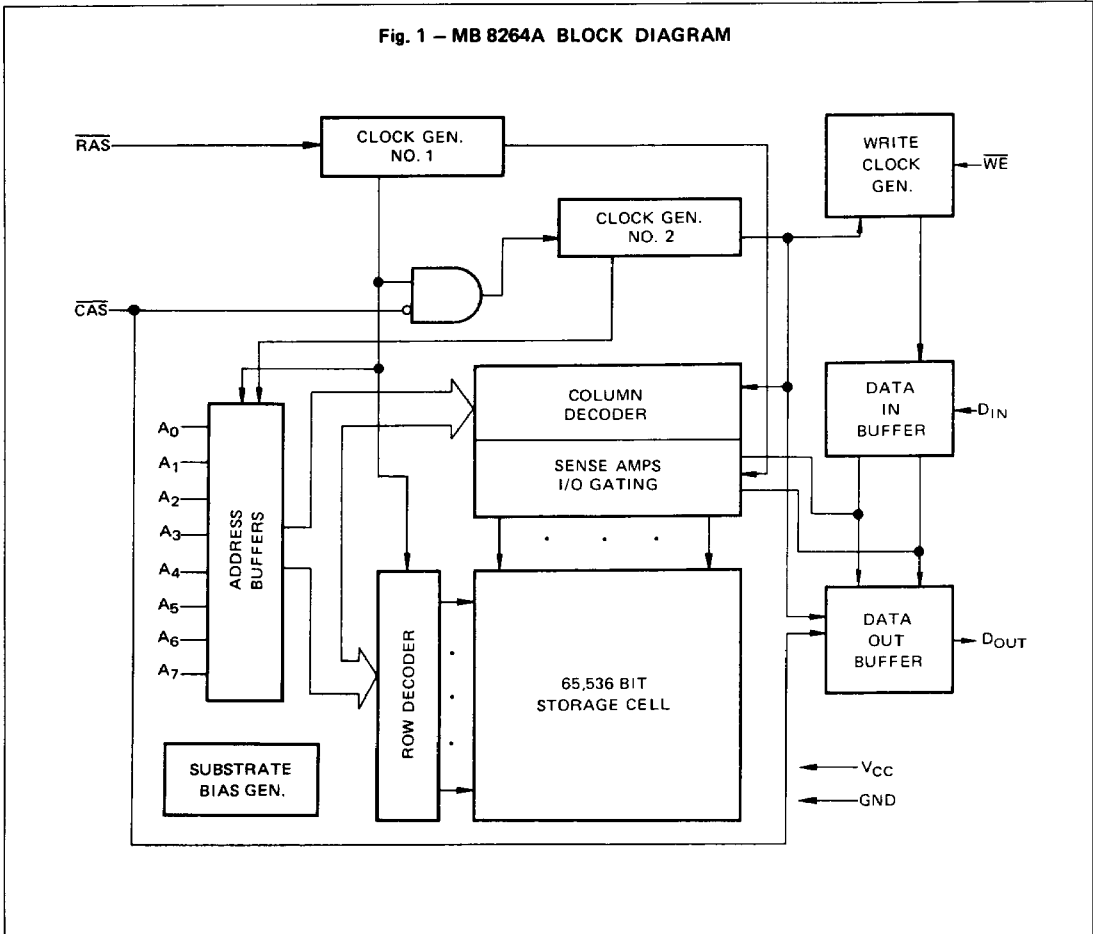 Fig. 1 – MB 8264A BLOCK DIAGRAM
RAS
CLOCK GEN.
NO. 1
WRITE
CLOCK
GEN.
WE
CLOCK GEN.
NO. 2
CAS
COLUMN
DECODER
DATA
IN
BUFFER
DIN
SENSE AMPS
I/O GATING
A0
A1
A2
A3
A4
A5
A6
A7
ADDRESS
BUFFERS
ROW DECODER
65,536 BIT
STORAGE CELL
DATA
OUT
BUFFER
DOUT
SUBSTRATE
BIAS GEN.
VCC
GND